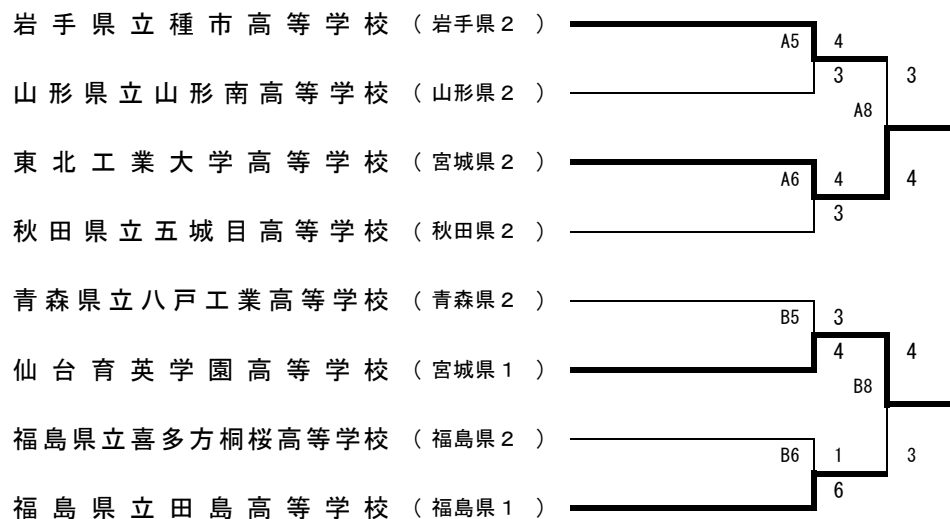 岩手県立種市高等学校 （ 岩手県２ ）
A5 4
3 3
山形県立山形南高等学校 （ 山形県２ ）
A8
東北工業大学高等学校 （ 宮城県２ ）
A6 4 4
3
秋田県立五城目高等学校 （ 秋田県２ ）
青森県立八戸工業高等学校 （ 青森県２ ）
B5 3
4 4
仙台育英学園高等学校 （ 宮城県１ ）
B8
福島県立喜多方桐桜高等学校 （ 福島県２ ）
B6 1 3
6
福島県立田島高等学校 （ 福島県１ ）